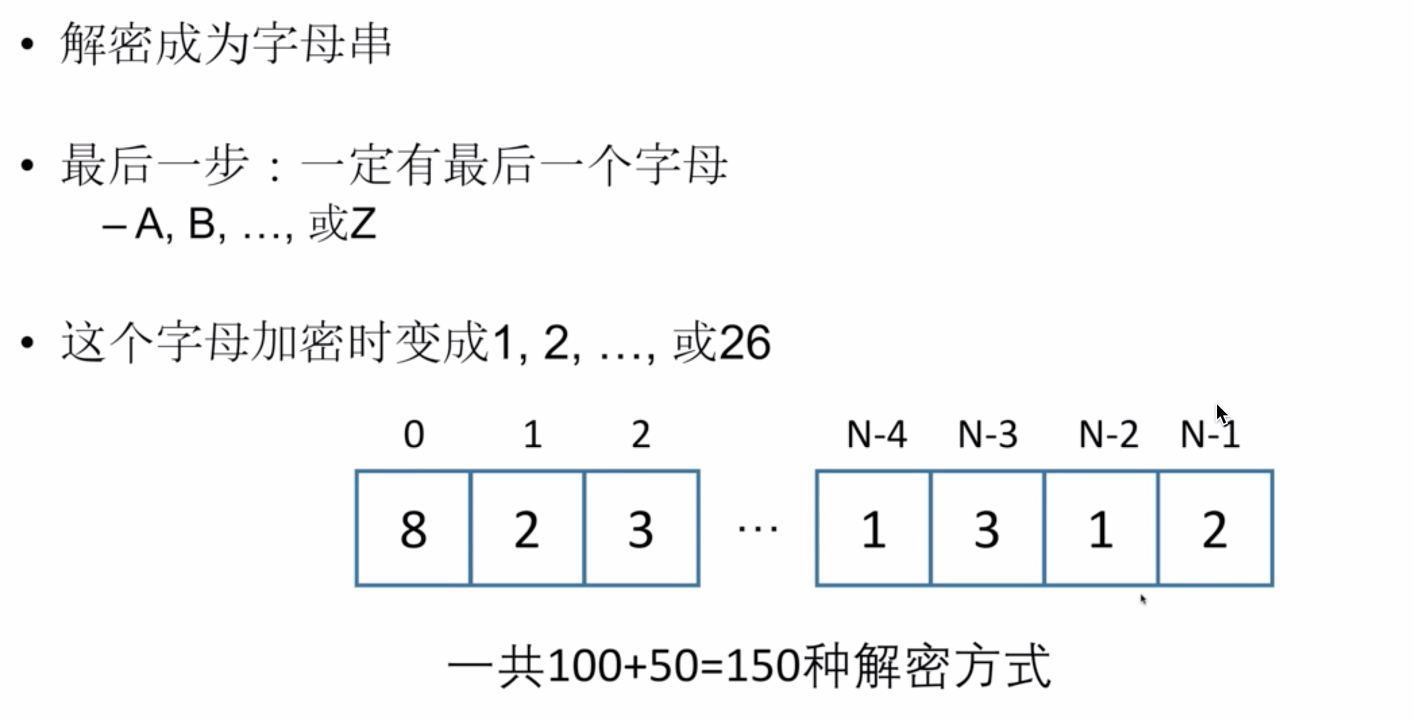 • 解密成为字母串
• 最后一步：一定有最后一个字母
– A, B, …, 或Z
• 这个字母加密时变成1, 2, …, 或26
0 1 2 N-4 N-3 N-2 N-1
8 2 3 … 1 3 1 2
一共100+50=150种解密方式